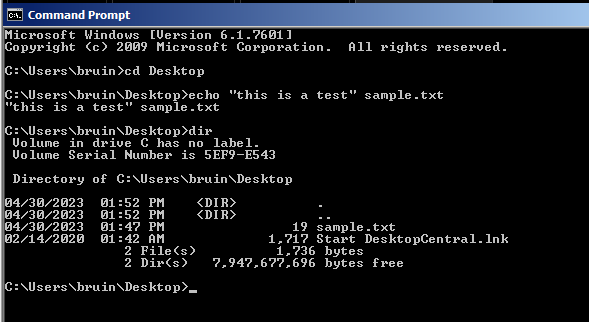 Command Prompt
Microsoft Windows [Version 6.1.7601]
Copyright (c) 2009 Microsoft Corporation.  All rights reserved.
C:\Users\bruin>cd Desktop
C:\Users\bruin\Desktop>echo "this is a test" sample.txt
"this is a test" sample.txt
C:\Users\bruin\Desktop>dir
 Volume in drive C has no label.
 Volume Serial Number is 5EF9-E543
 Directory of C:\Users\bruin\Desktop
04/30/2023  01:52 PM    <DIR>          .
04/30/2023  01:52 PM    <DIR>          ..
04/30/2023  01:47 PM                19 sample.txt
02/14/2020  01:42 AM             1,717 Start DesktopCentral.lnk
               2 File(s)          1,736 bytes
               2 Dir(s)   7,947,677,696 bytes free
C:\Users\bruin\Desktop>_